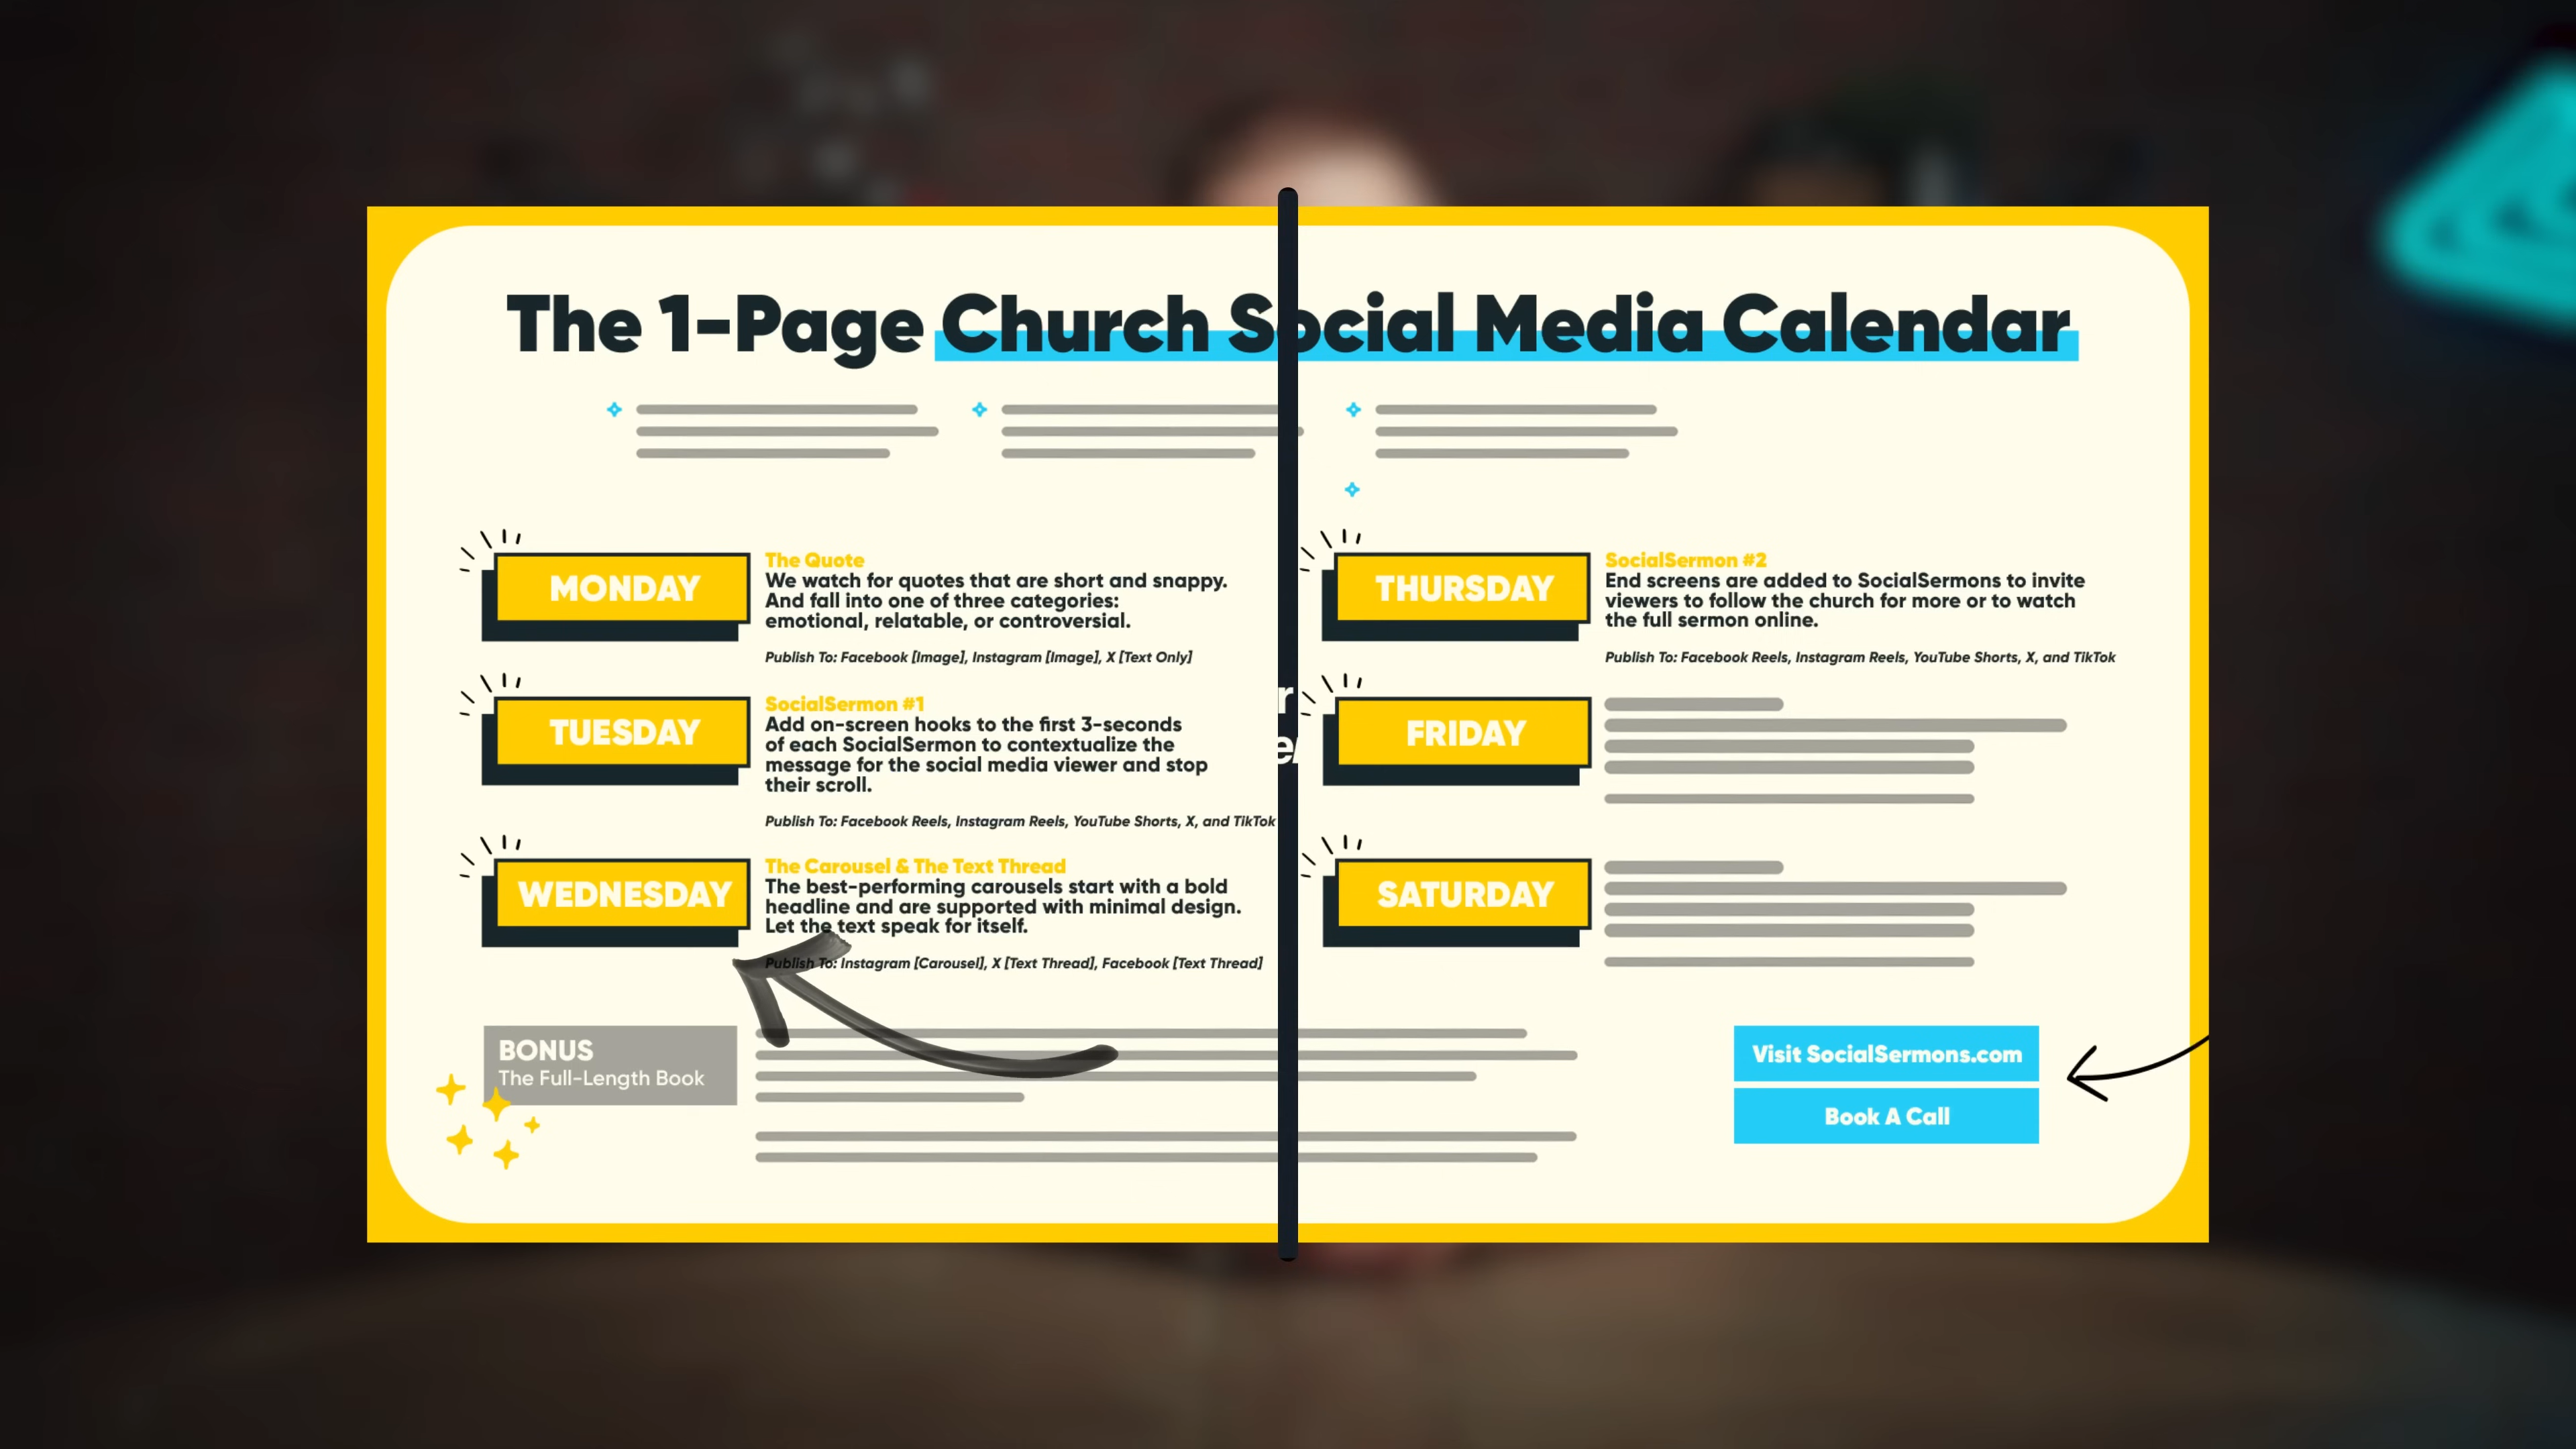 The 1-Page Church Social Media Calendar
MONDAY
The Quote
We watch for quotes that are short and snappy.
And fall into one of three categories:
emotional, relatable, or controversial.
Publish To: Facebook [Image], Instagram [Image], X [Text Only]
TUESDAY
SocialSermon #1
Add on-screen hooks to the first 3-seconds
of each SocialSermon to contextualize the
message for the social media viewer and stop
their scroll.
Publish To: Facebook Reels, Instagram Reels, YouTube Shorts, X, and TikTok
WEDNESDAY
The Carousel & The Text Thread
The best-performing carousels start with a bold
headline and are supported with minimal design.
Let the text speak for itself.
Publish To: Instagram [Carousel], X [Text Thread], Facebook [Text Thread]
THURSDAY
SocialSermon #2
End screens are added to SocialSermons to invite
viewers to follow the church for more or to watch
the full sermon online.
Publish To: Facebook Reels, Instagram Reels, YouTube Shorts, X, and TikTok
FRIDAY
SATURDAY
BONUS
The Full-Length Book
Visit SocialSermons.com
Book A Call